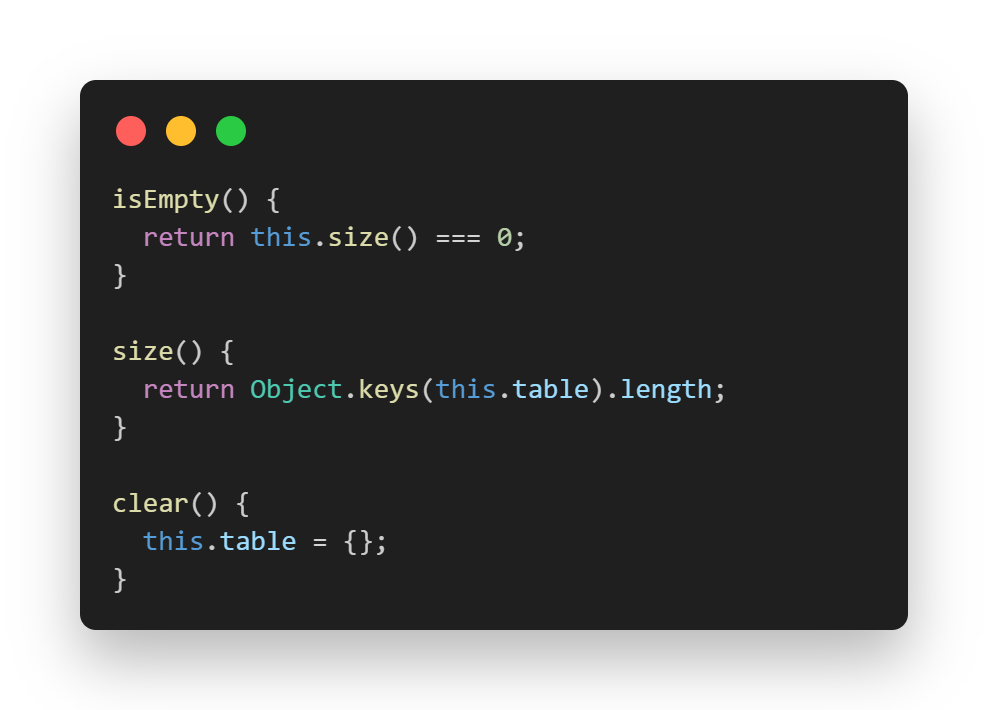 isEmpty() {
  return this.size() === 0;
}

size() {
  return Object.keys(this.table).length;
}

clear() {
  this.table = {};
}